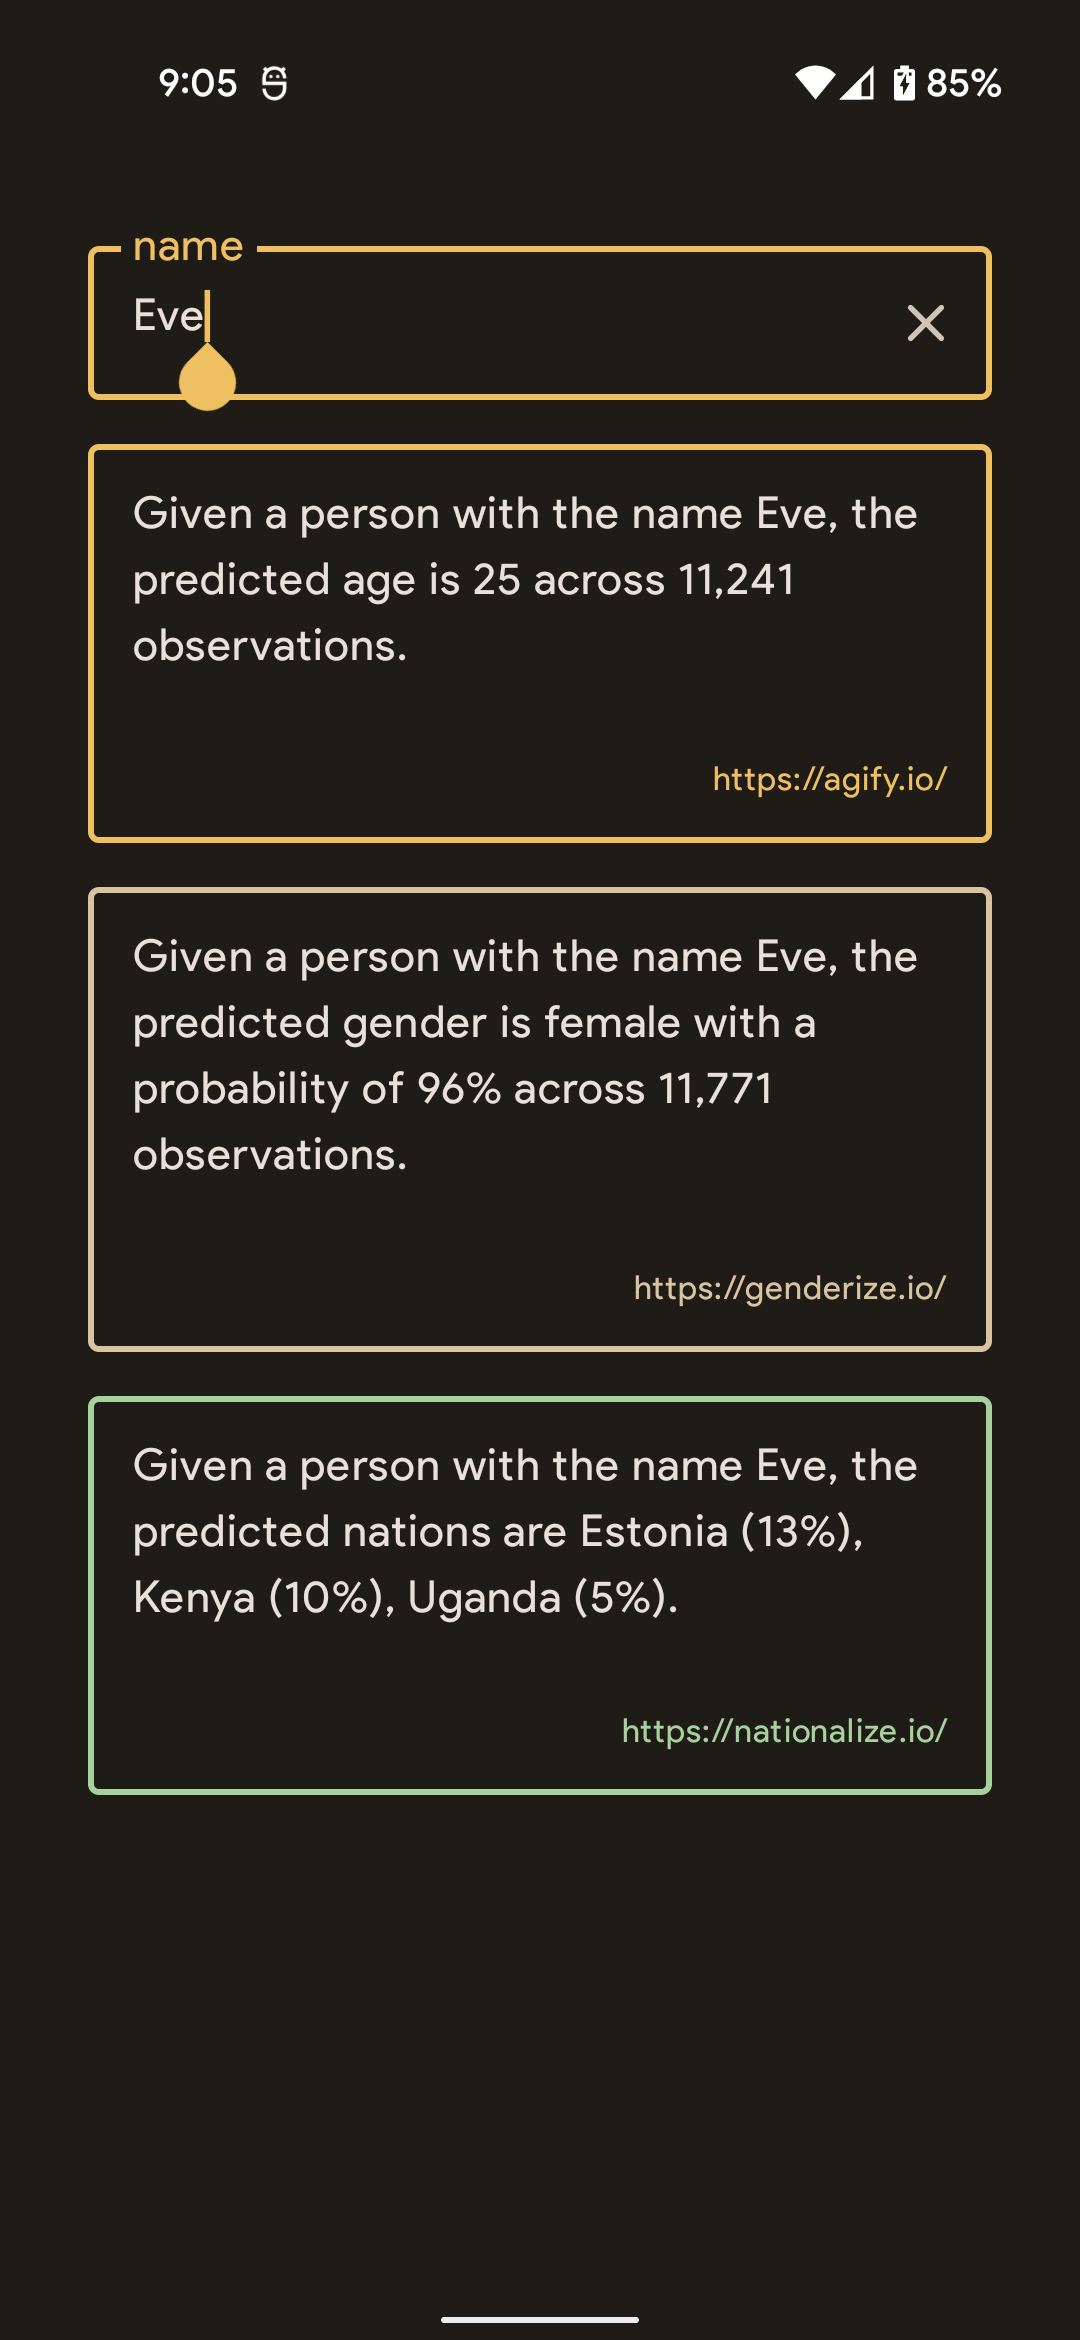 9:05
85%
name
Eve
Given a person with the name Eve, the
predicted age is 25 across 11,241
observations.
https://agify.io/
Given a person with the name Eve, the
predicted gender is female with a
probability of 96% across 11,771
observations.
https://genderize.io/
Given a person with the name Eve, the
predicted nations are Estonia (13%),
Kenya (10%), Uganda (5%).
https://nationalize.io/